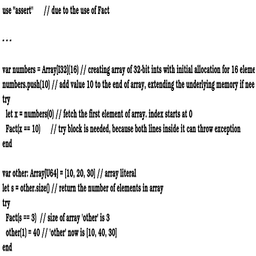 use "assert"     // due to the use of Fact
...
var numbers = Array[I32](16) // creating array of 32-bit ints with initial allocation for 16 eleme
numbers.push(10) // add value 10 to the end of array, extending the underlying memory if nee
try
let x = numbers(0) // fetch the first element of array. index starts at 0
Fact(x == 10)     // try block is needed, because both lines inside it can throw exception
end
var other: Array[U64] = [10, 20, 30] // array literal
let s = other.size() // return the number of elements in array
try
Fact(s == 3)  // size of array 'other' is 3
other(1) = 40 // 'other' now is [10, 40, 30]
end